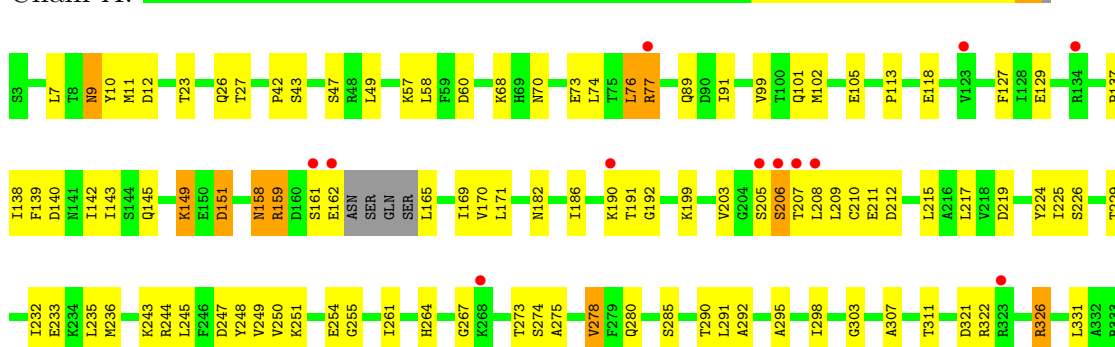 S3 L7 T8 N9 Y10 M11 D12 T23 Q26 T27 P42 S43 S47 R48 L49 K57 L58 F59 D60 K68 H69 N70 E73 L74 T75 L76 R77 Q89 D90 I91 V99 T100 Q101 M102 E105 P113 E118 V123 F127 I128 E129 R134
I138 F139 D140 N141 I142 I143 S144 Q145 K149 E150 D151 N158 R159 D160 S161 E162 ASN SER GLN SER L165 I169 V170 L171 N182 I186 K190 T191 G192 K199 V203 G204 S205 S206 T207 L208 L209 C210 E211 D212 L215 A216 L217 V218 D219 Y224 I225 S226
I232 E233 K234 L235 M236 K243 R244 L245 F246 D247 Y248 V249 V250 K251 E254 G255 I261 H264 G267 K268 T273 S274 A275 V278 F279 Q280 S285 T290 L291 A292 A295 I298 G303 A307 T311 D321 R322 R323 R326 L331 A332